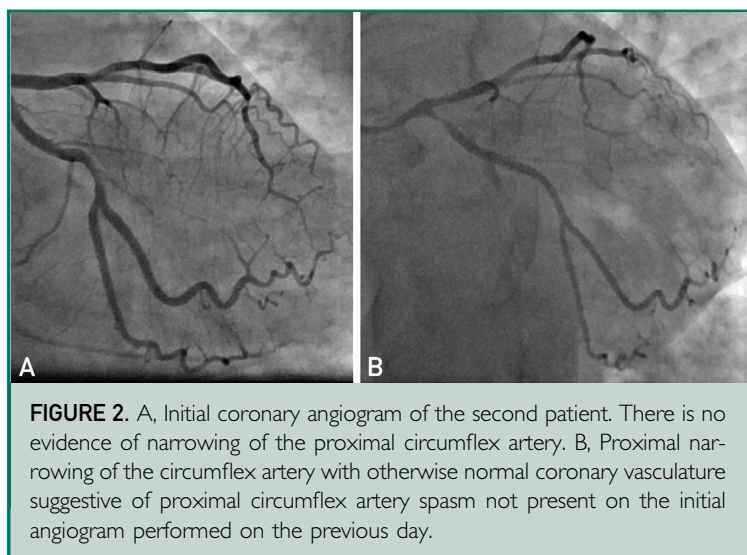 A
B
FIGURE 2. A, Initial coronary angiogram of the second patient. There is no
evidence of narrowing of the proximal circumflex artery. B, Proximal nar-
rowing of the circumflex artery with otherwise normal coronary vasculature
suggestive of proximal circumflex artery spasm not present on the initial
angiogram performed on the previous day.